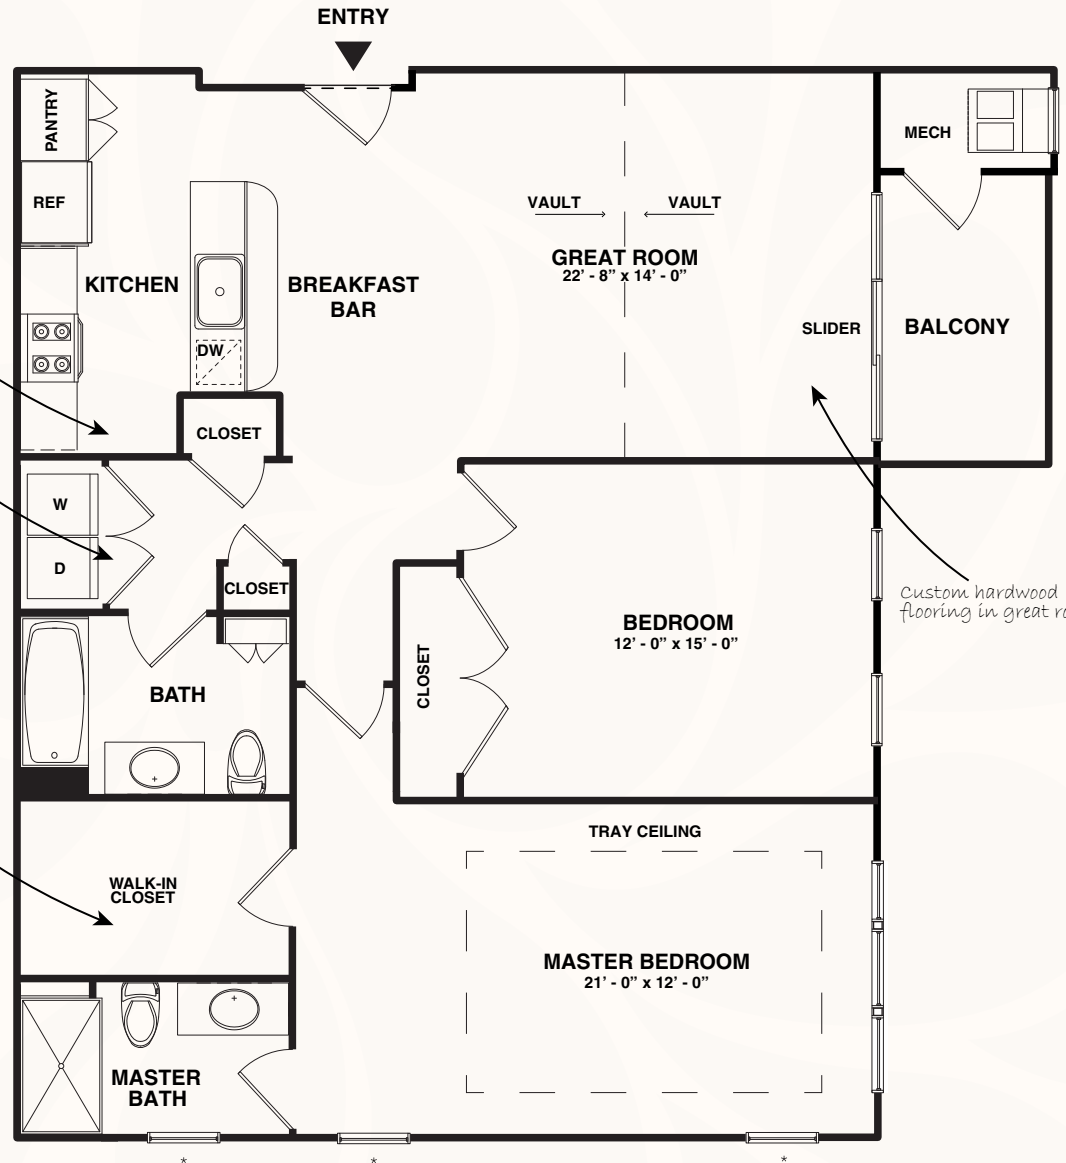 ENTRY
PANTRY
MECH
REF
VAULT
VAULT
GREAT ROOM
22’ - 8” x 14’ - 0”
KITCHEN
BREAKFAST
BAR
SLIDER
BALCONY
DW
CLOSET
W
D
CLOSET
Custom hardwood
flooring in great
BEDROOM
12’ - 0” x 15’ - 0”
CLOSET
BATH
TRAY CEILING
WALK-IN
CLOSET
MASTER BEDROOM
21’ - 0” x 12’ - 0”
MASTER
BATH
* * *